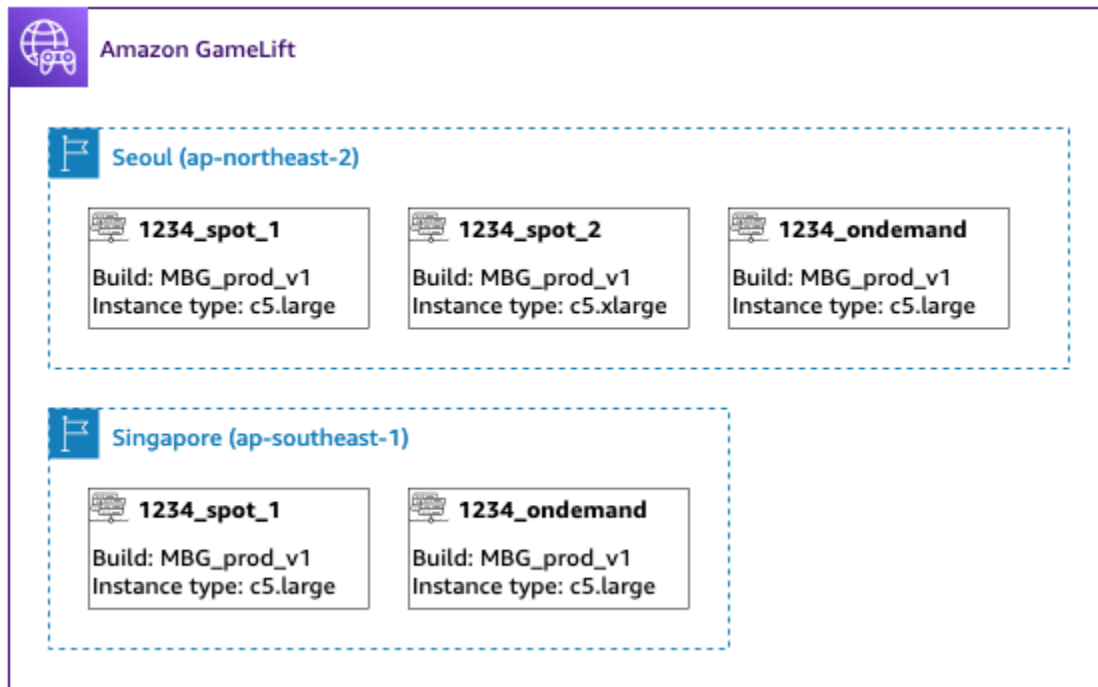 Amazon GameLift
Seoul (ap-northeast-2)
1234_spot_1
Build: MBG_prod_v1
Instance type: c5.large
1234_spot_2
Build: MBG_prod_v1
Instance type: c5.xlarge
1234_ondemand
Build: MBG_prod_v1
Instance type: c5.large
Singapore (ap-southeast-1)
1234_spot_1
Build: MBG_prod_v1
Instance type: c5.large
1234_ondemand
Build: MBG_prod_v1
Instance type: c5.large